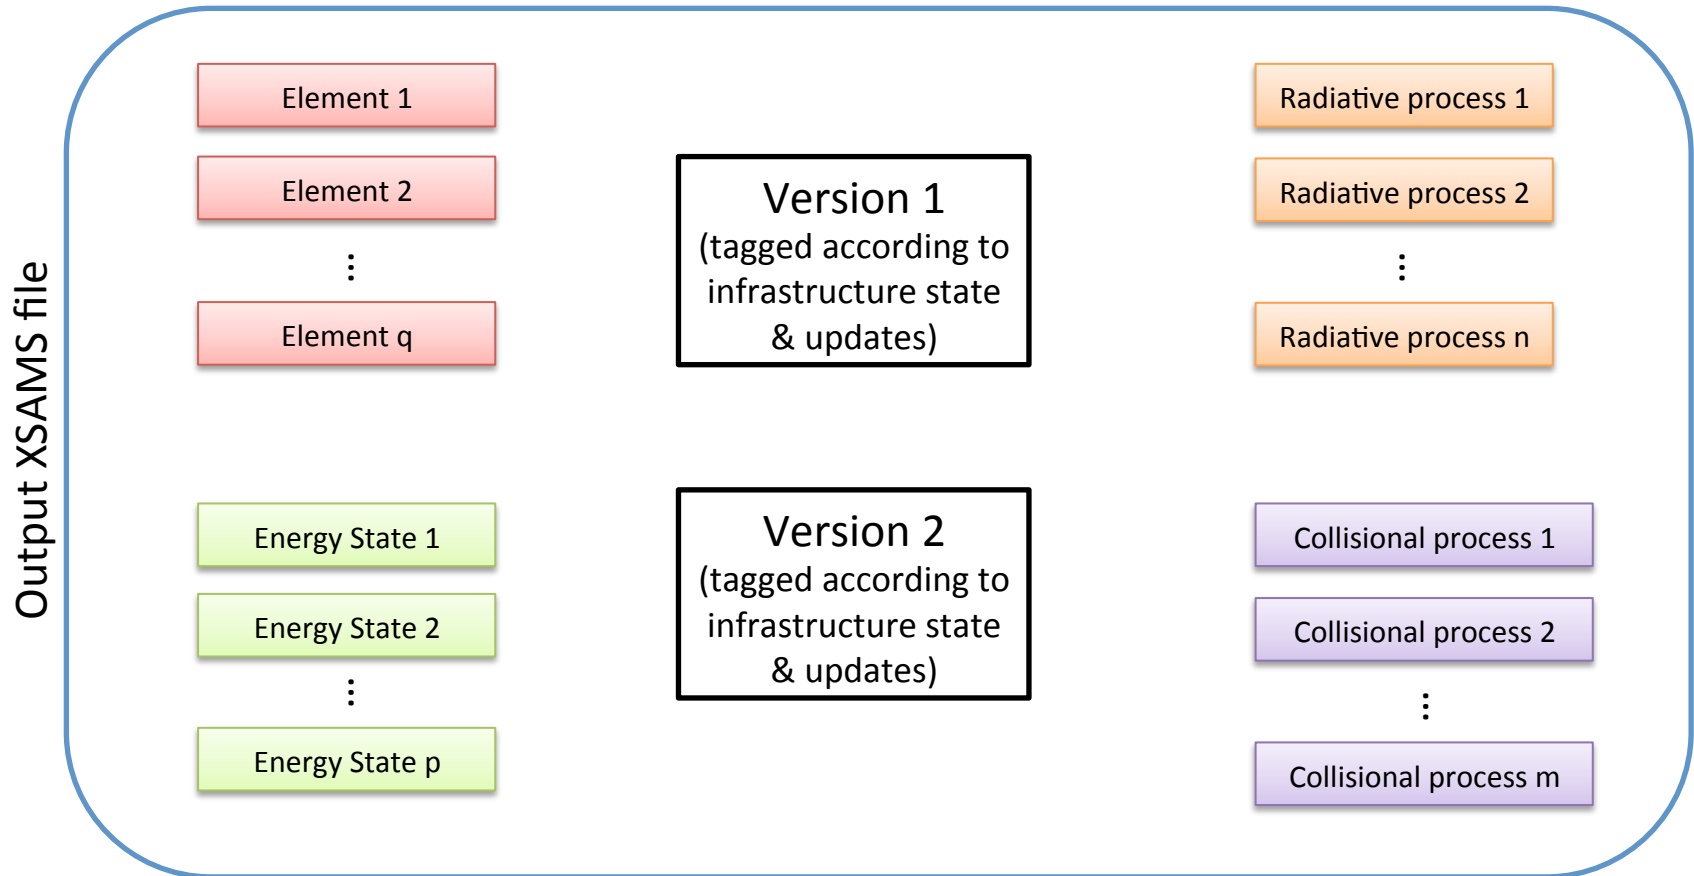 Output XSAMS file
Element 1
Element 2
...
Element q
Energy State 1
Energy State 2
...
Energy State p
Version 1
(tagged according to
infrastructure state
& updates)
Version 2
(tagged according to
infrastructure state
& updates)
Radiative process 1
Radiative process 2
...
Radiative process n
Collisional process 1
Collisional process 2
...
Collisional process m